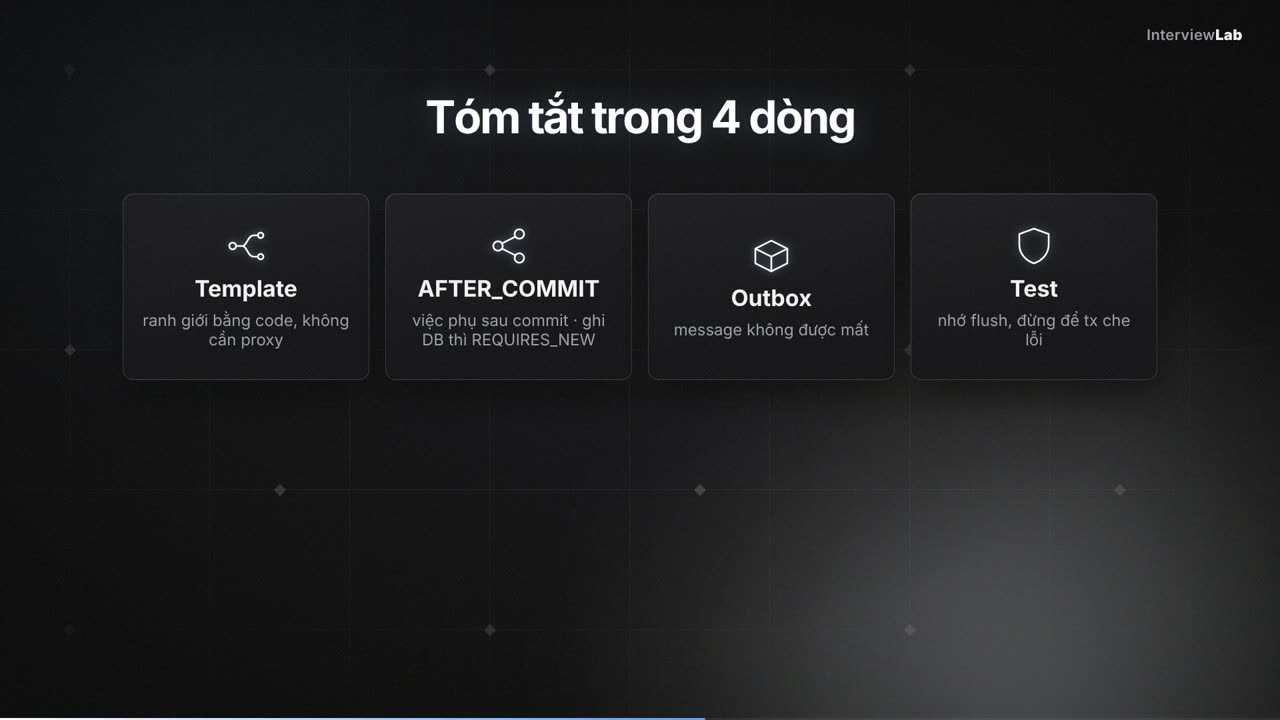 InterviewLab
Tóm tắt trong 4 dòng
Template
ranh giới bằng code, không
cần proxy
AFTER_COMMIT
việc phụ sau commit · ghi
DB thì REQUIRES_NEW
Outbox
message không được mất
Test
nhớ flush, đừng để tx che
lỗi